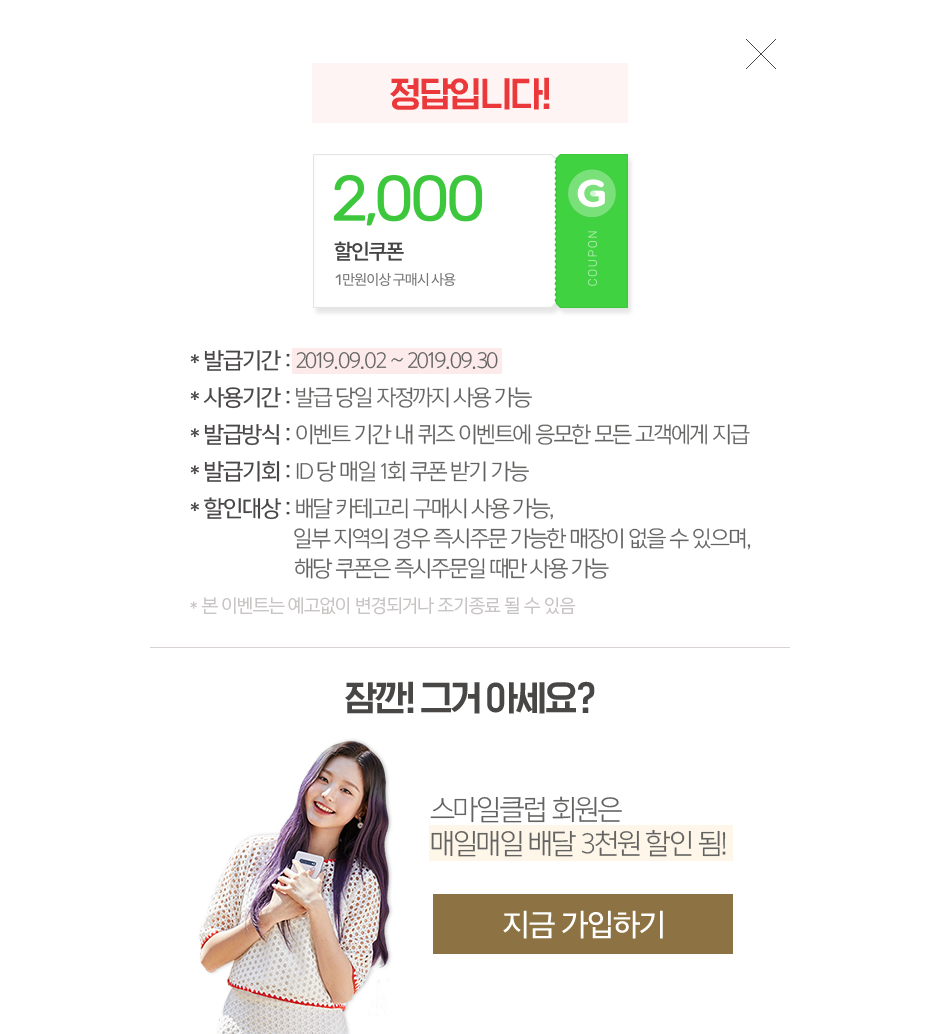 정답입니다!
2,000
할인쿠폰
1만원이상 구매시 사용
G
COUPON
* 발급기간 : 2019.09.02 ~ 2019.09.30
* 사용기간 : 발급 당일 자정까지 사용 가능
* 발급방식 : 이벤트 기간 내 퀴즈 이벤트에 응모한 모든 고객에게 지급
* 발급기회 : ID 당 매일 1회 쿠폰 받기 가능
* 할인대상 : 배달 카테고리 구매시 사용 가능,
일부 지역의 경우 즉시주문 가능한 매장이 없을 수 있으며,
해당 쿠폰은 즉시주문일 때만 사용 가능
* 본 이벤트는 예고없이 변경되거나 조기종료 될 수 있음
잠깐! 그거 아세요?
스마일클럽 회원은
매일매일 배달 3천원 할인 됨!
지금 가입하기